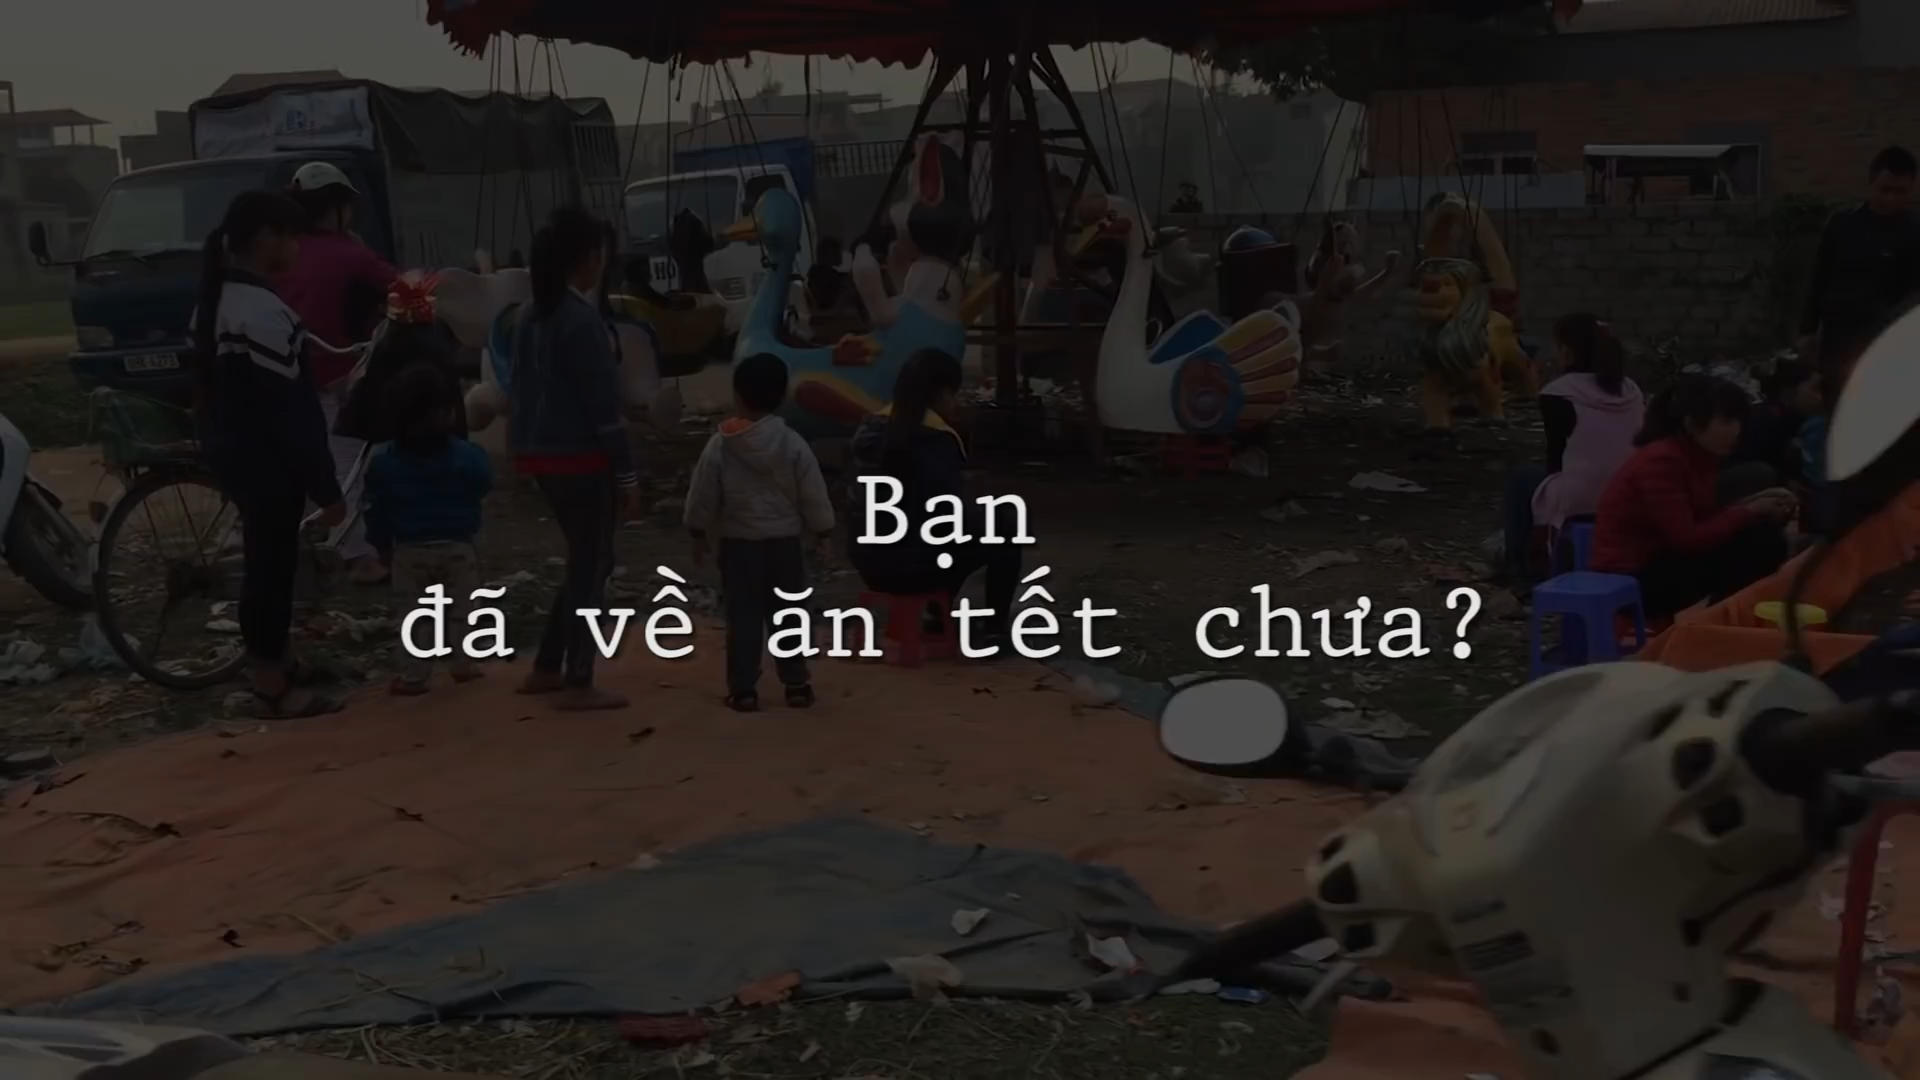 Bạn
đã về ăn tết chưa?